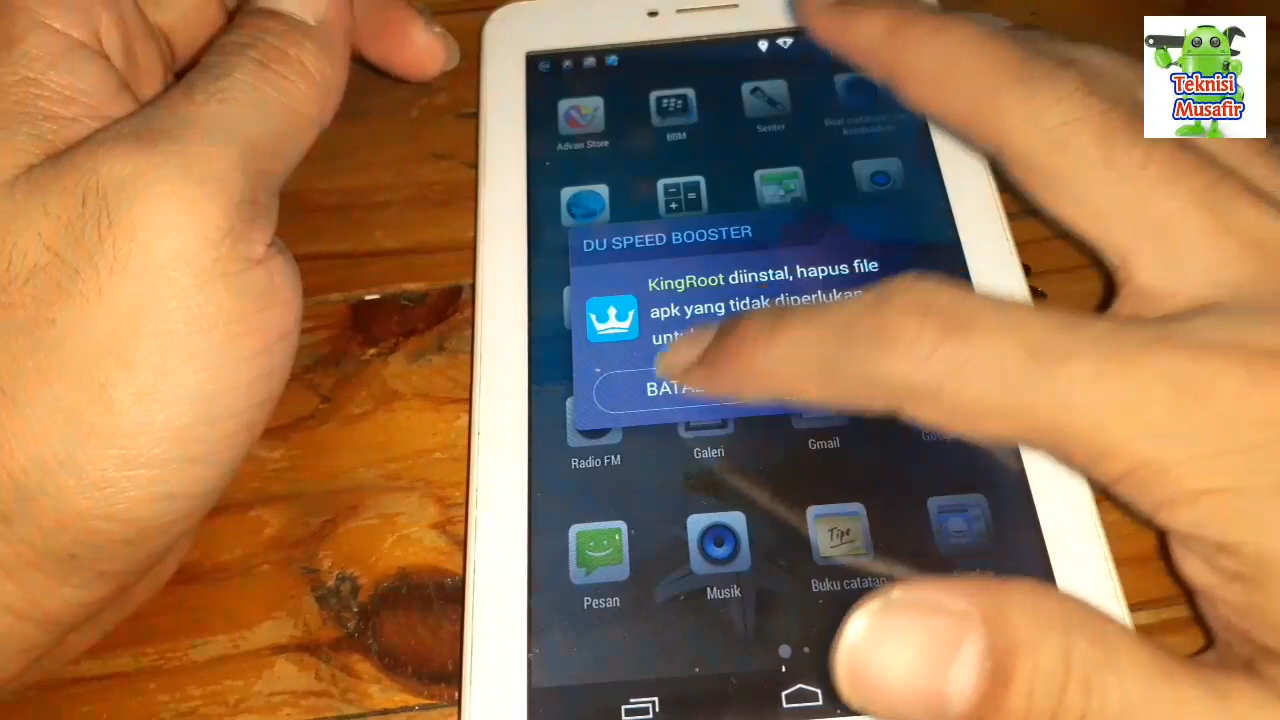 Teknisi
Musafir
Advan Store
BBM
Senter
DU SPEED BOOSTER
KingRoot diinstal, hapus file
apk yang tidak diperlukan
Radio FM
Galeri
Gmail
Pesan
Musik
Tips
Buku catatan